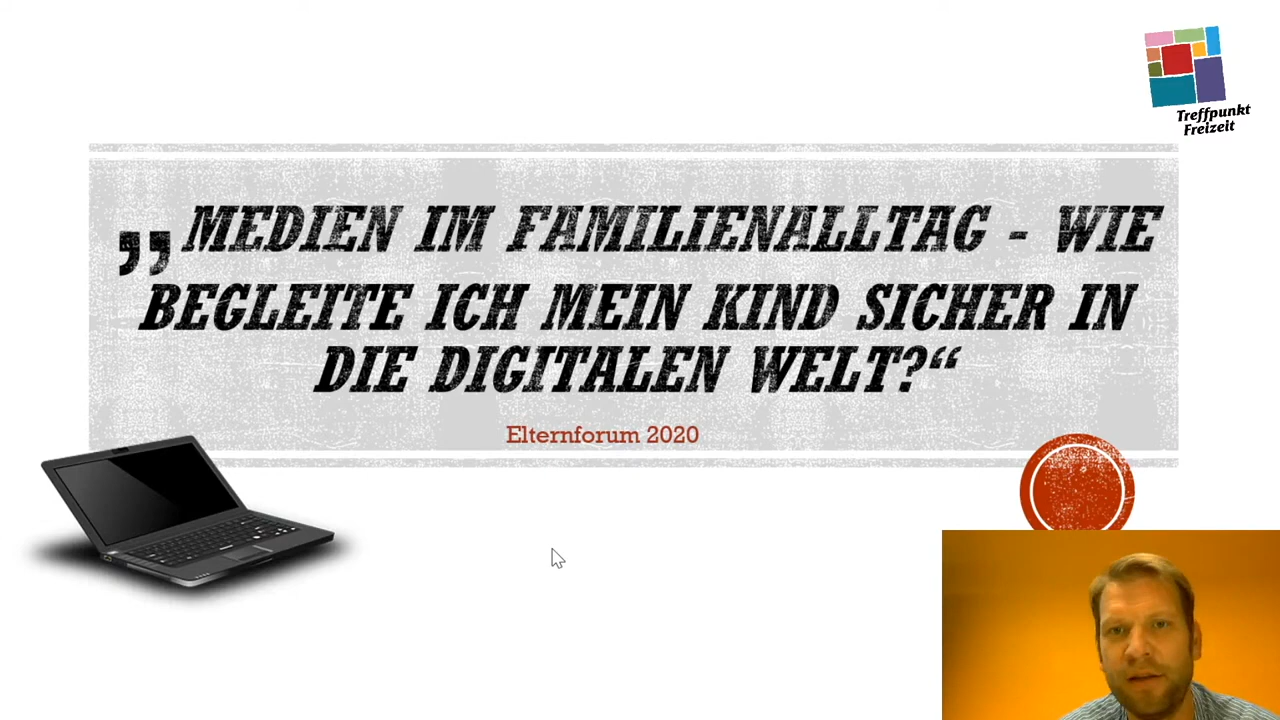 Treffpunkt
Freizeit
„MEDIEN IM FAMILIENALLTAG - WIE
BEGLEITE ICH MEIN KIND SICHER IN
DIE DIGITALEN WELT?“
Elternforum 2020